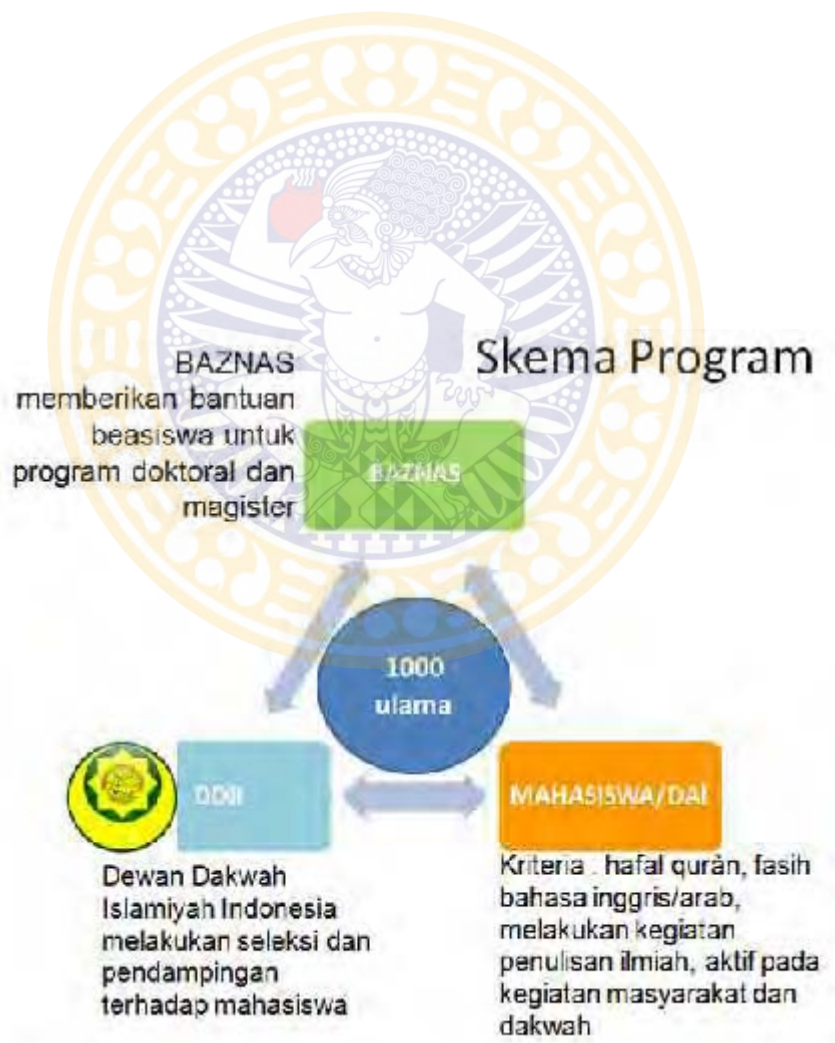 Skema Program
BAZNAS
memberikan bantuan
beasiswa untuk
program doktoral dan
magister
BAZNAS
1000
ulama
DDII
MAHASISWA/DAI
Dewan Dakwah
Islamiyah Indonesia
melakukan seleksi dan
pendampingan
terhadap mahasiswa
Kriteria : hafal qur'an, fasih
bahasa inggris/arab,
melakukan kegiatan
penulisan ilmiah, aktif pada
kegiatan masyarakat dan
dakwah